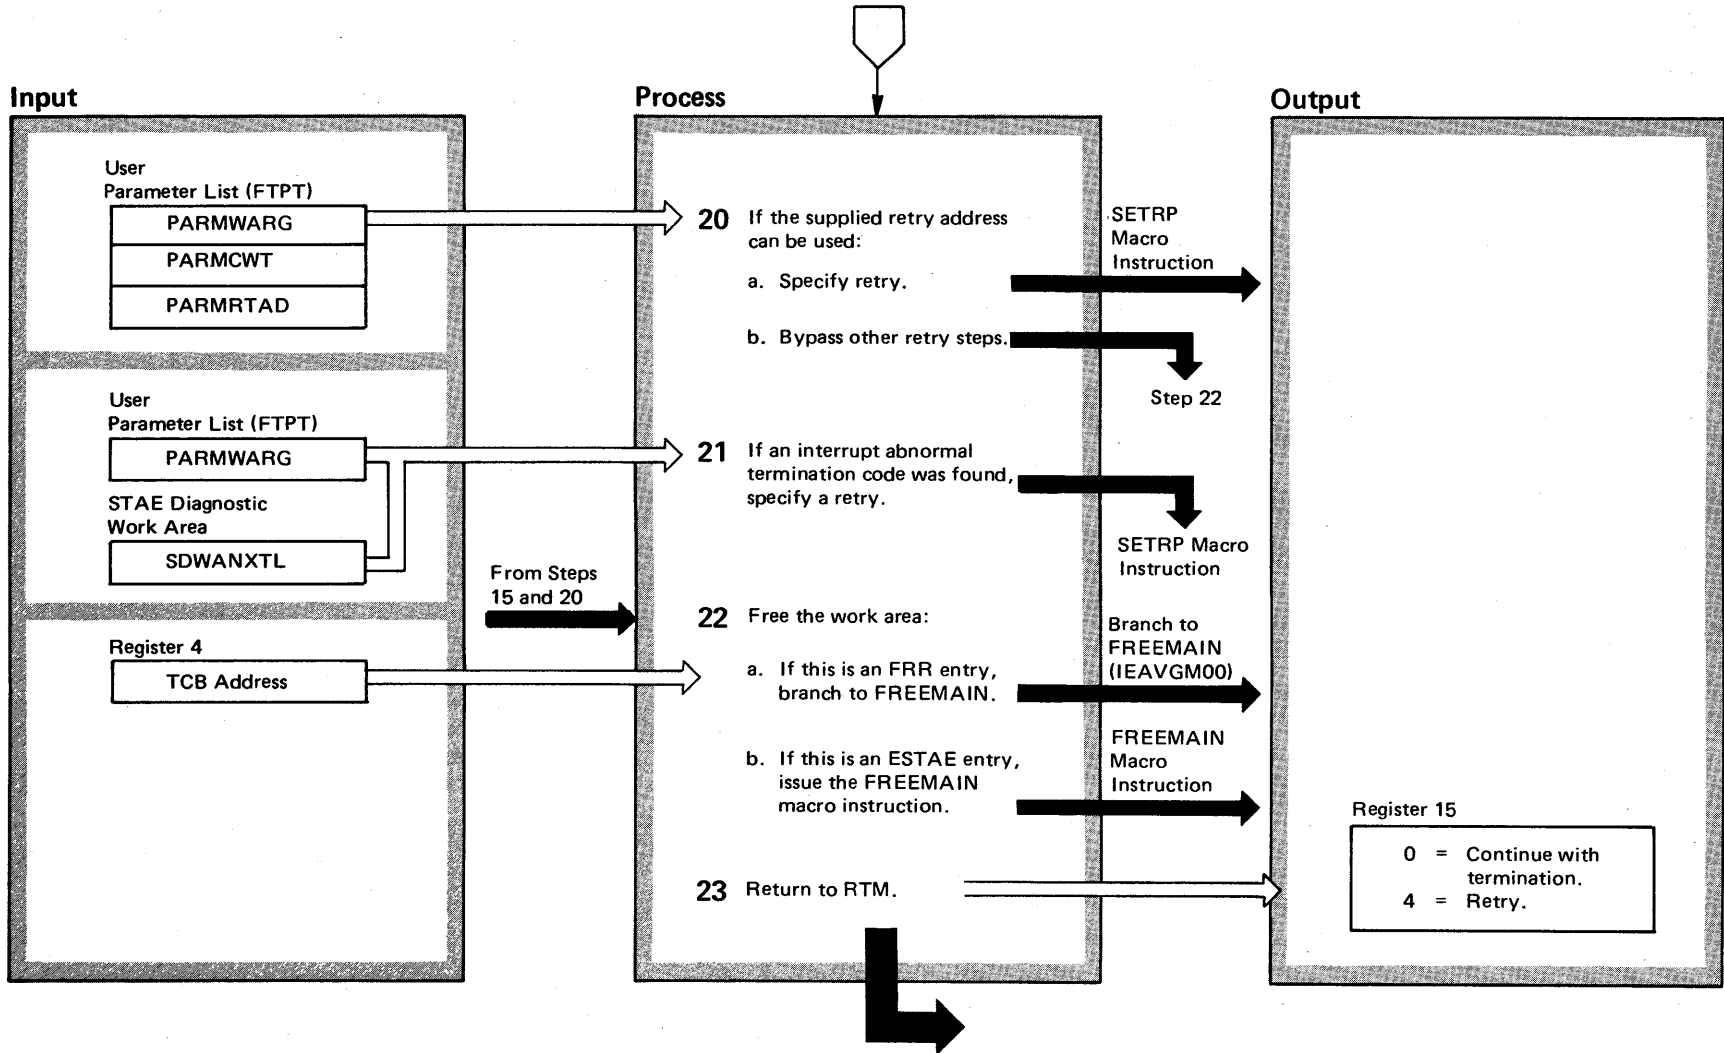 Input
User
Parameter List (FTPT)
PARMWARG
PARMCWT
PARMRTAD
User
Parameter List (FTPT)
PARMWARG
STAE Diagnostic
Work Area
SDWANXTL
Register 4
TCB Address
From Steps
15 and 20
Process
20 If the supplied retry address
can be used:
a. Specify retry.
b. Bypass other retry steps.
21 If an interrupt abnormal
termination code was found,
specify a retry.
22 Free the work area:
a. If this is an FRR entry,
branch to FREEMAIN.
b. If this is an ESTAE entry,
issue the FREEMAIN
macro instruction.
23 Return to RTM.
SETRP
Macro
Instruction
Step 22
SETRP Macro
Instruction
Branch to
FREEMAIN
(IEAVGM00)
FREEMAIN
Macro
Instruction
Output
Register 15
0 = Continue with
termination.
4 = Retry.